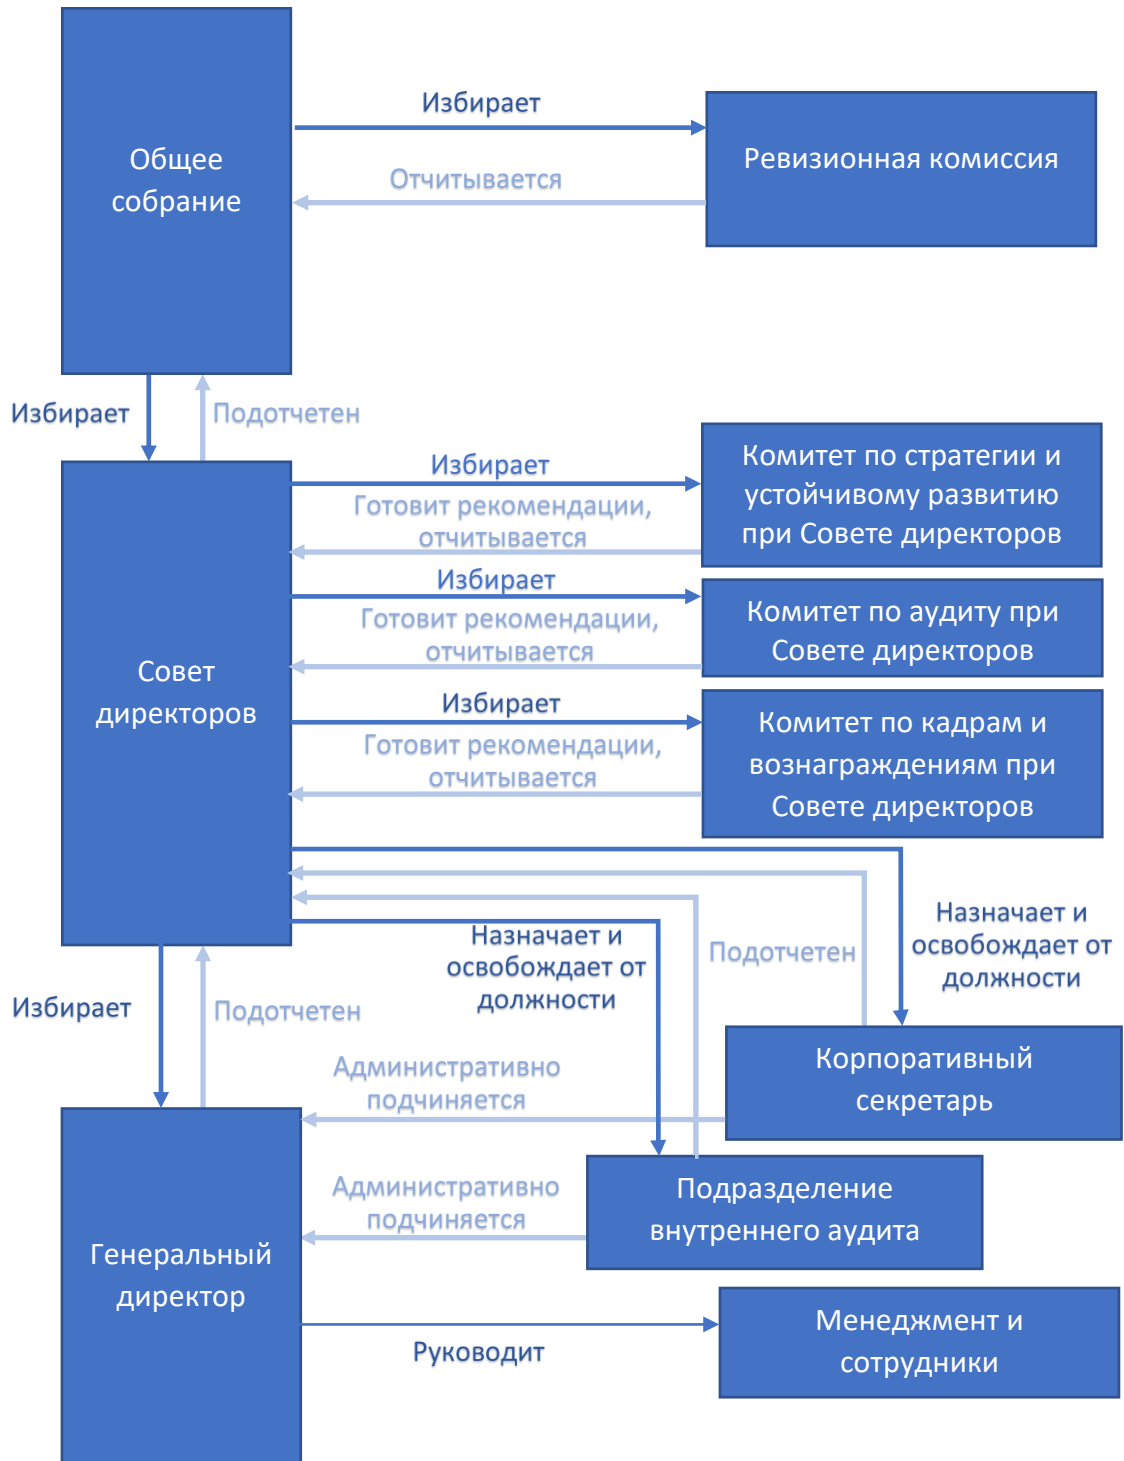 Избирает
Общее
собрание
Ревизионная комиссия
Отчитывается
Избирает
Подотчетен
Избирает
Комитет по стратегии и
устойчивому развитию
при Совете директоров
Готовит рекомендации,
отчитывается
Избирает
Комитет по аудиту при
Совете директоров
Готовит рекомендации,
отчитывается
Совет
директоров
Избирает
Комитет по кадрам и
вознаграждениям при
Совете директоров
Готовит рекомендации,
отчитывается
Назначает и
освобождает от
должности
Подотчетен
Назначает и
освобождает от
должности
Избирает
Подотчетен
Административно
подчиняется
Корпоративный
секретарь
Административно
подчиняется
Подразделение
внутреннего аудита
Генеральный
директор
Руководит
Менеджмент и
сотрудники